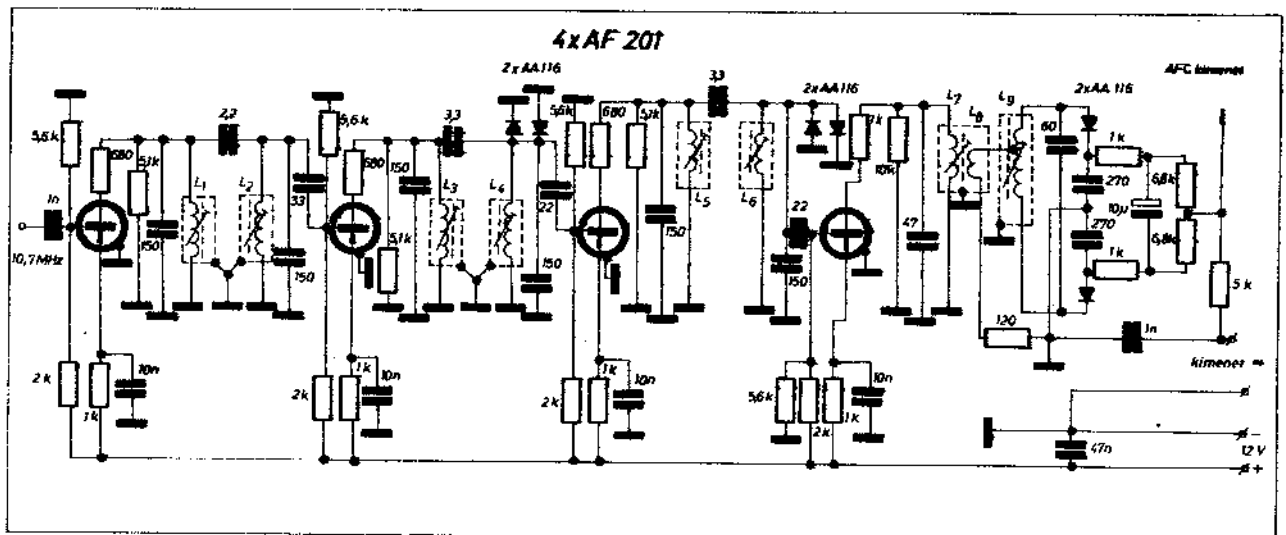 4xAF 201
2xAA116
2xAA 116
2xAA 116
AFC kimenet
5,6k
680
5,1k
2,2
5,6k
680
150
3,3
5,6k
680
5,1k
3,3
1k
10k
L7
L8
L9
60
1k
270
10µ
270
1k
6,8k
6,8k
5k
1n
10,7 MHz
150
L1
L2
33
150
5,1k
L3
L4
22
150
150
L5
L6
22
150
47
120
1n
kimenet
2k
1k
10n
2k
1k
10n
2k
1k
10n
5,6k
2k
1k
10n
47n
–
12 V
+